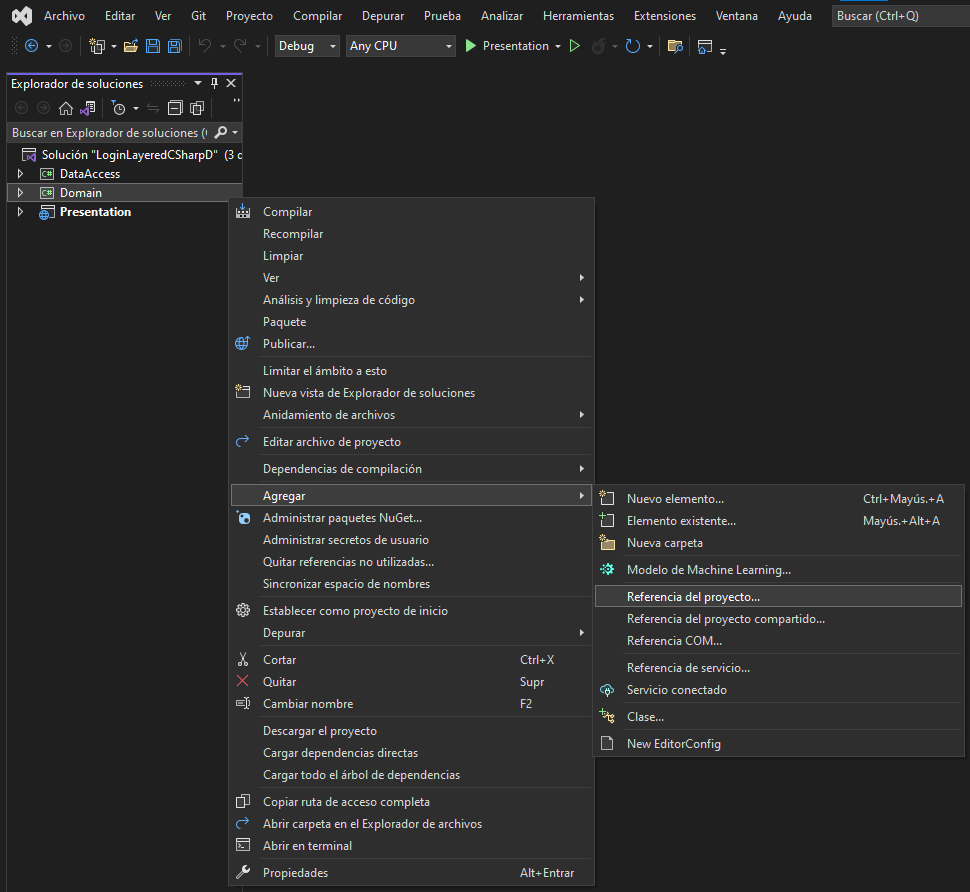 Archivo Editar Ver Git Proyecto Compilar Depurar Prueba Analizar Herramientas Extensiones Ventana Ayuda Buscar (Ctrl+Q)
Debug Any CPU Presentation
Explorador de soluciones
Buscar en Explorador de soluciones (
Solución "LoginLayeredCSharpD" (3 d
C# DataAccess
C# Domain
Presentation
Compilar
Recompilar
Limpiar
Ver
Análisis y limpieza de código
Paquete
Publicar...
Limitar el ámbito a esto
Nueva vista de Explorador de soluciones
Anidamiento de archivos
Editar archivo de proyecto
Dependencias de compilación
Agregar
Administrar paquetes NuGet...
Administrar secretos de usuario
Quitar referencias no utilizadas...
Sincronizar espacio de nombres
Establecer como proyecto de inicio
Depurar
Cortar Ctrl+X
Quitar Supr
Cambiar nombre F2
Descargar el proyecto
Cargar dependencias directas
Cargar todo el árbol de dependencias
Copiar ruta de acceso completa
Abrir carpeta en el Explorador de archivos
Abrir en terminal
Propiedades Alt+Entrar
Nuevo elemento... Ctrl+Mayús.+A
Elemento existente... Mayús.+Alt+A
Nueva carpeta
Modelo de Machine Learning...
Referencia del proyecto...
Referencia del proyecto compartido...
Referencia COM...
Referencia de servicio...
Servicio conectado
Clase...
New EditorConfig